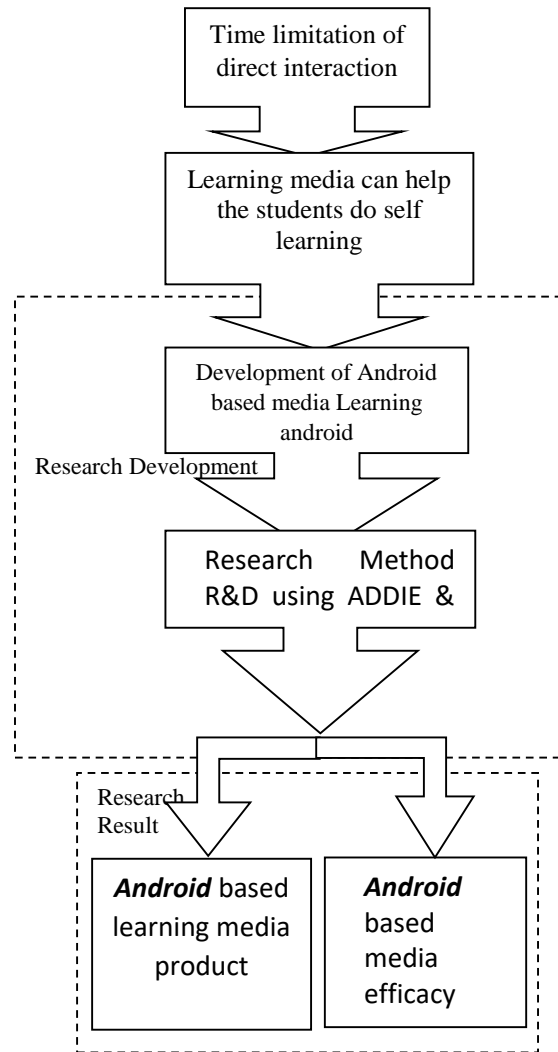 Time limitation of
direct interaction
Learning media can help
the students do self
learning
Development of Android
based media Learning
android
Research Development
Research Method
R&D using ADDIE &
Research
Result
Android based
learning media
product
Android
based
media
efficacy